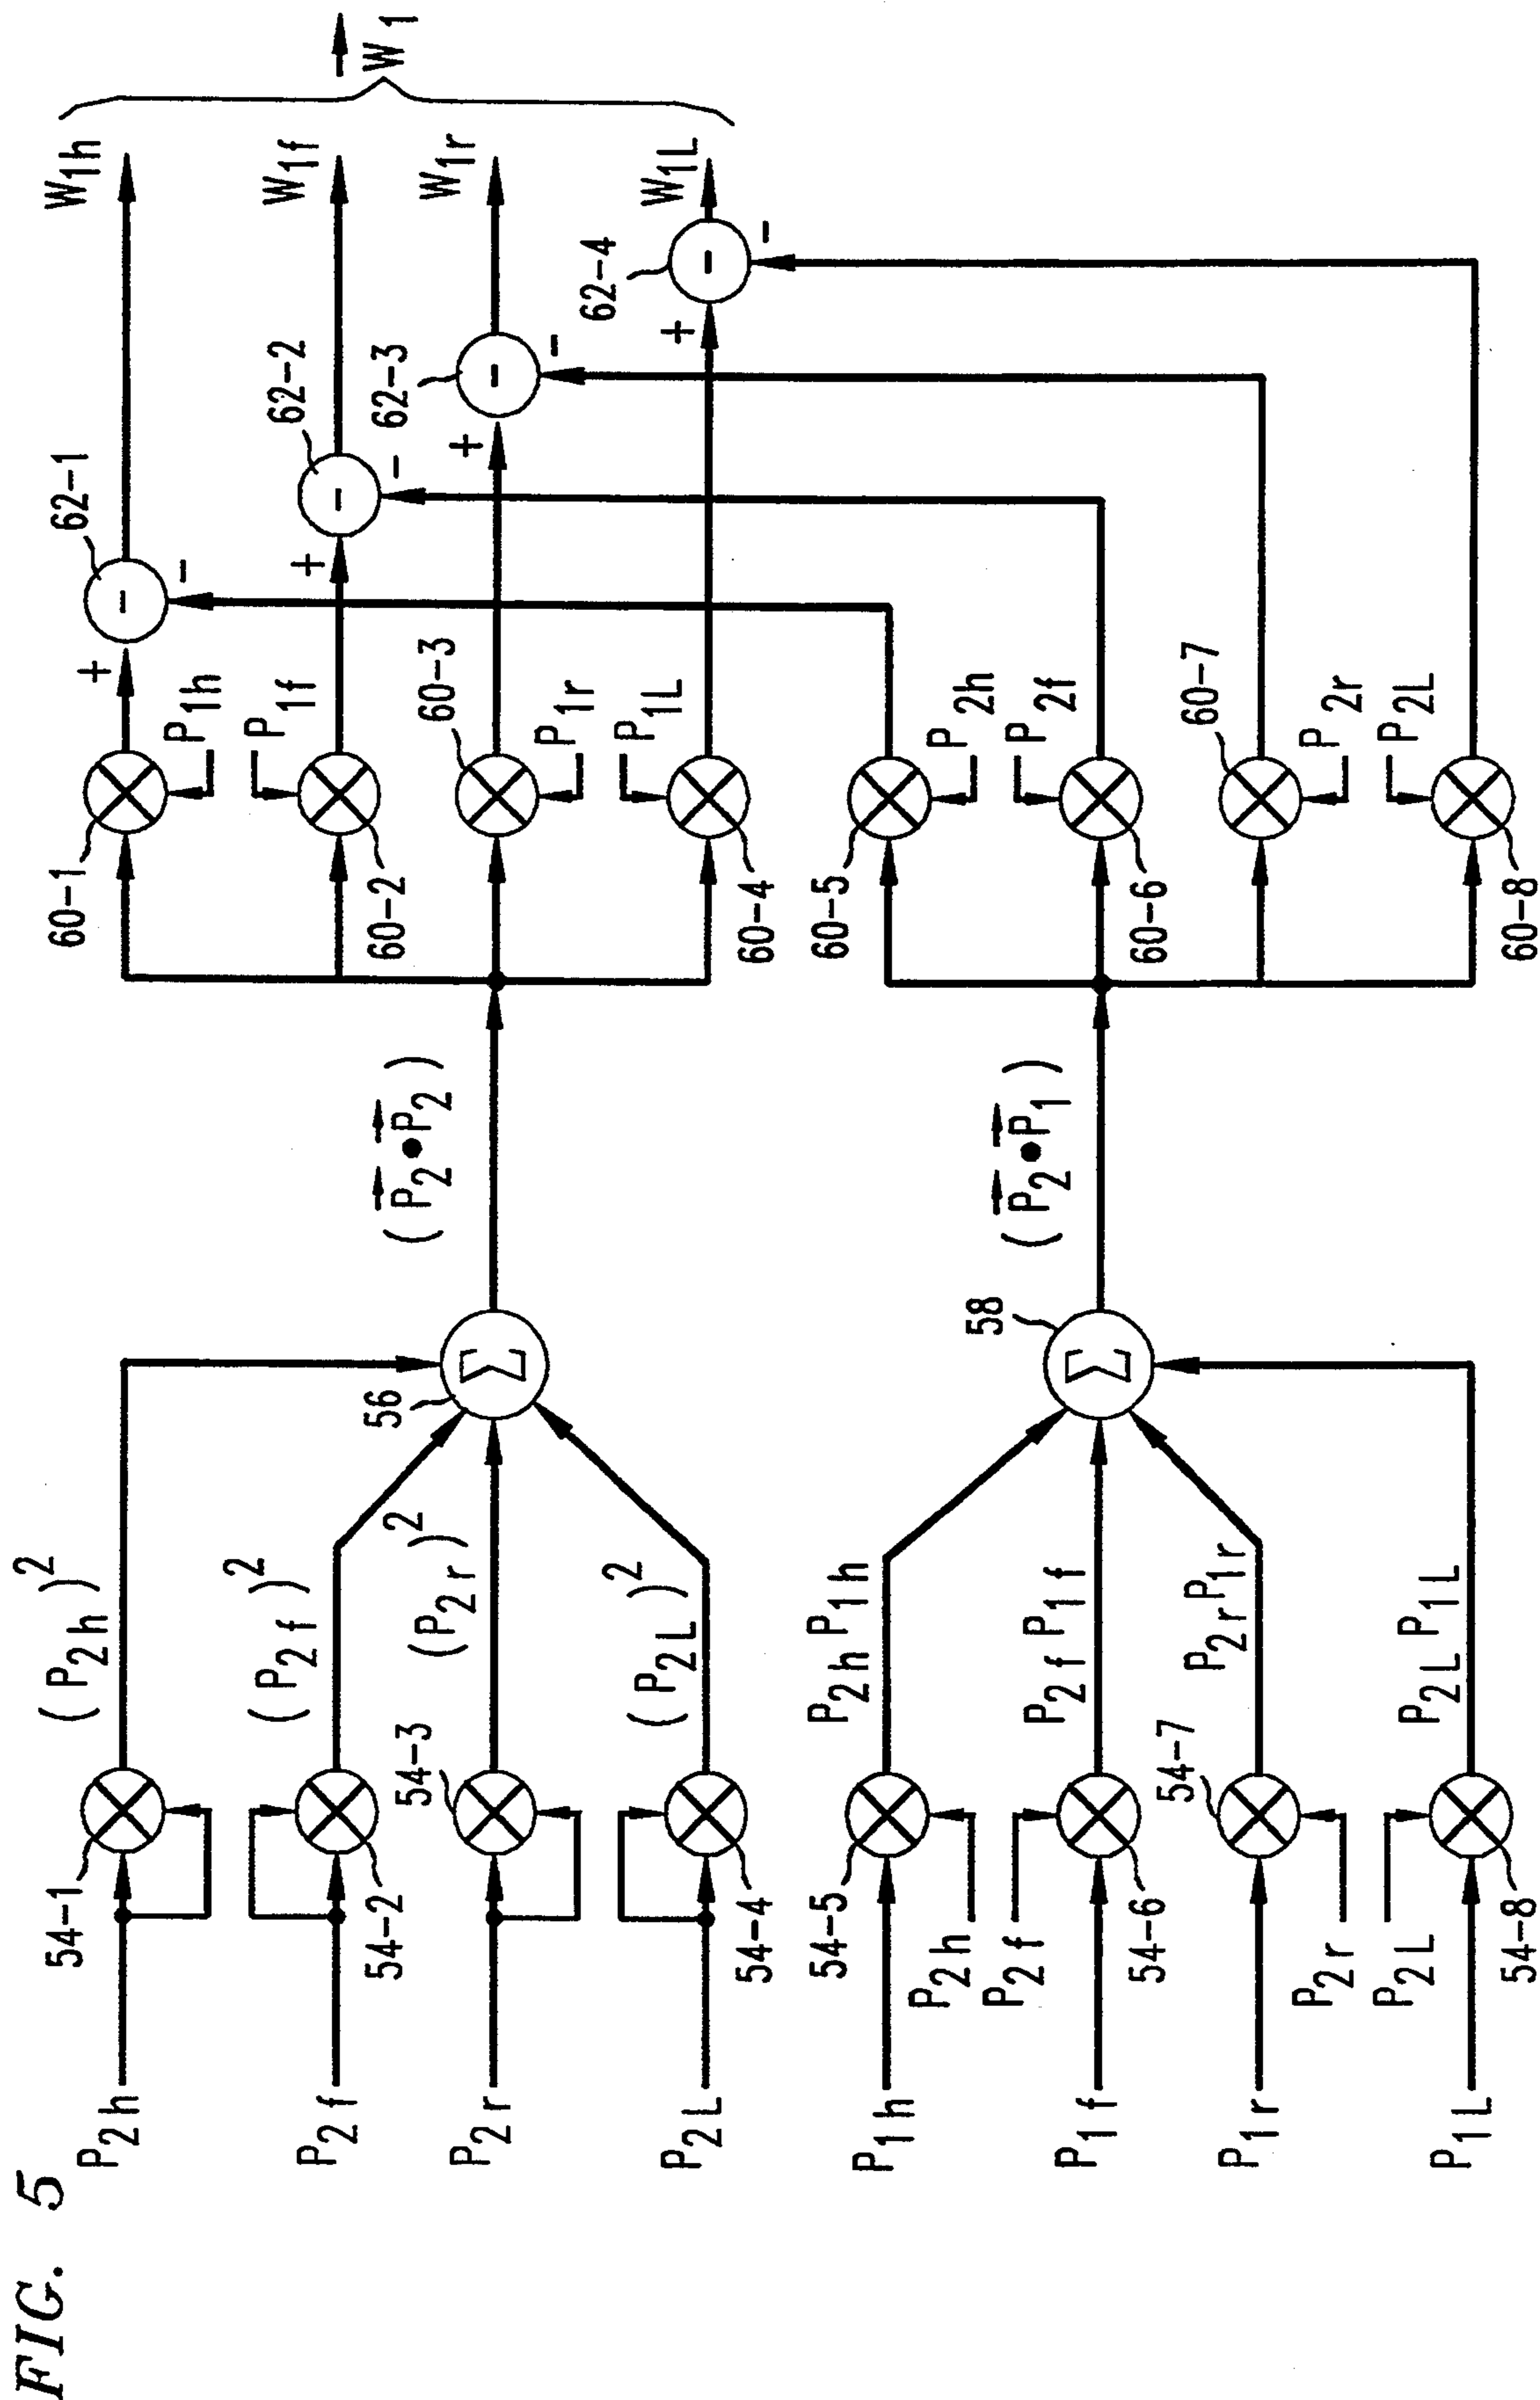 FIG. 5
P2h
54-1
(P2h)²
P2f
54-2
(P2f)²
P2r
54-3
(P2r)²
P2L
54-4
(P2L)²
56
Σ
(P2•P2)
P1h
54-5
P2h
P2hP1h
P1f
54-6
P2f
P2fP1f
P1r
54-7
P2r
P2rP1r
P1L
54-8
P2L
P2LP1L
58
Σ
(P2•P1)
60-1
P1h
+
-
62-1
-
W1h
60-2
P1f
+
-
62-2
-
W1f
60-3
P1r
+
-
62-3
-
W1r
60-4
P1L
+
-
62-4
-
W1L
W1
60-5
P2h
60-6
P2f
60-7
P2r
60-8
P2L